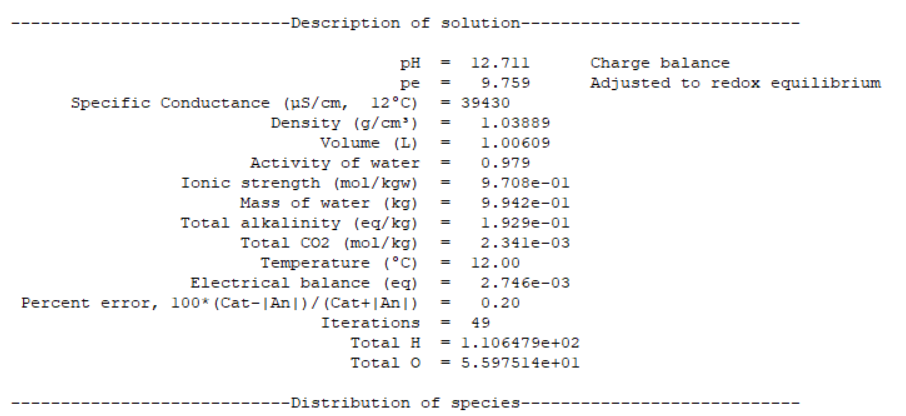 ----------------------------Description of solution----------------------------
pH = 12.711 Charge balance
pe = 9.759 Adjusted to redox equilibrium
Specific Conductance (µS/cm, 12°C) = 39430
Density (g/cm³) = 1.03889
Volume (L) = 1.00609
Activity of water = 0.979
Ionic strength (mol/kgw) = 9.708e-01
Mass of water (kg) = 9.942e-01
Total alkalinity (eq/kg) = 1.929e-01
Total CO2 (mol/kg) = 2.341e-03
Temperature (°C) = 12.00
Electrical balance (eq) = 2.746e-03
Percent error, 100*(Cat-|An|)/(Cat+|An|) = 0.20
Iterations = 49
Total H = 1.106479e+02
Total O = 5.597514e+01
----------------------------Distribution of species----------------------------